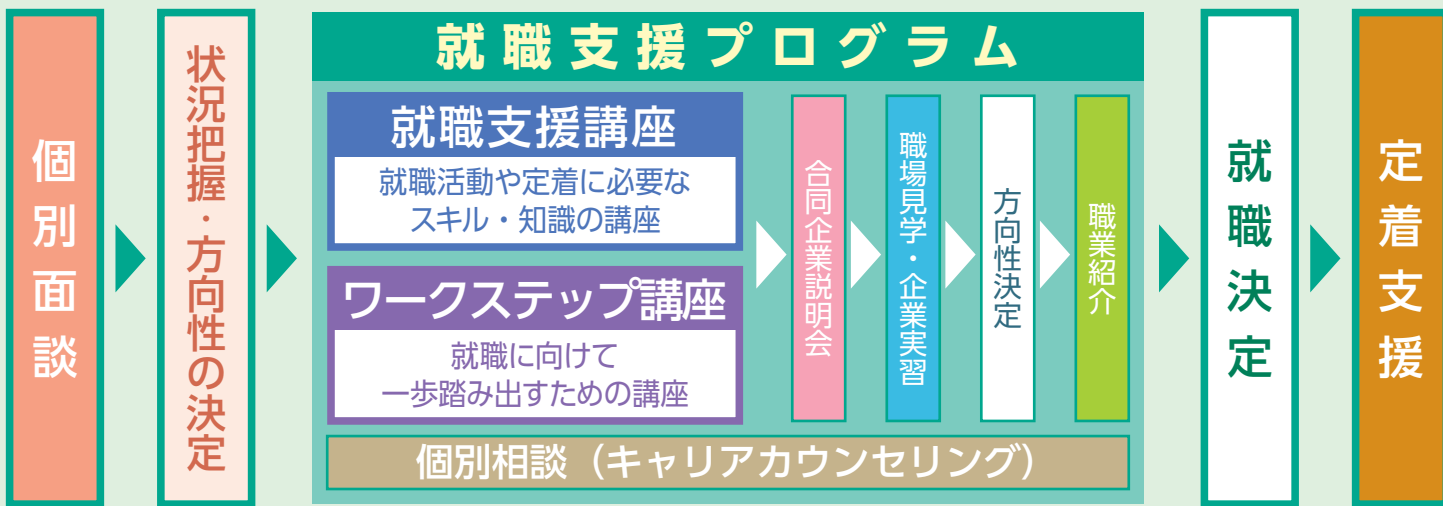 個別面談
状況把握・方向性の決定
就職支援プログラム
就職支援講座
就職活動や定着に必要な
スキル・知識の講座
ワークステップ講座
就職に向けて
一歩踏み出すための講座
合同企業説明会
職場見学・企業実習
方向性決定
職業紹介
個別相談（キャリアカウンセリング）
就職決定
定着支援